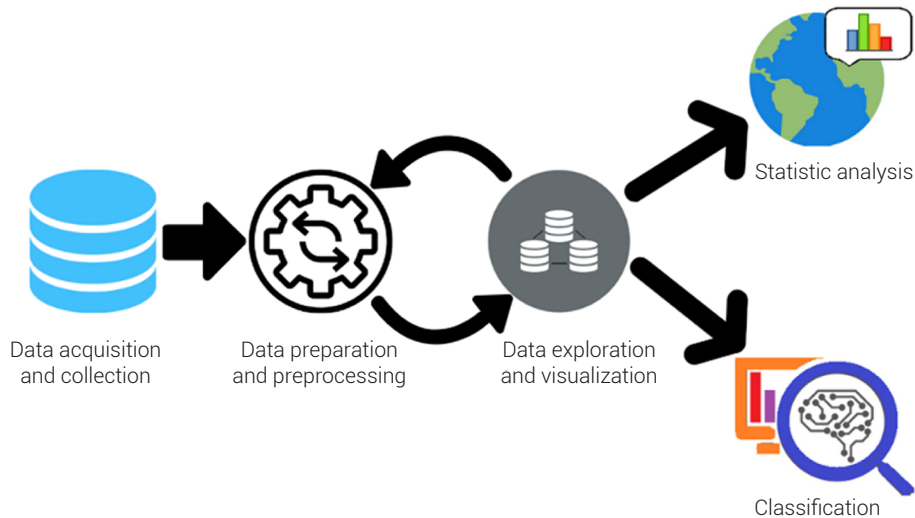 Statistic analysis
Data acquisition
and collection
Data preparation
and preprocessing
Data exploration
and visualization
Classification